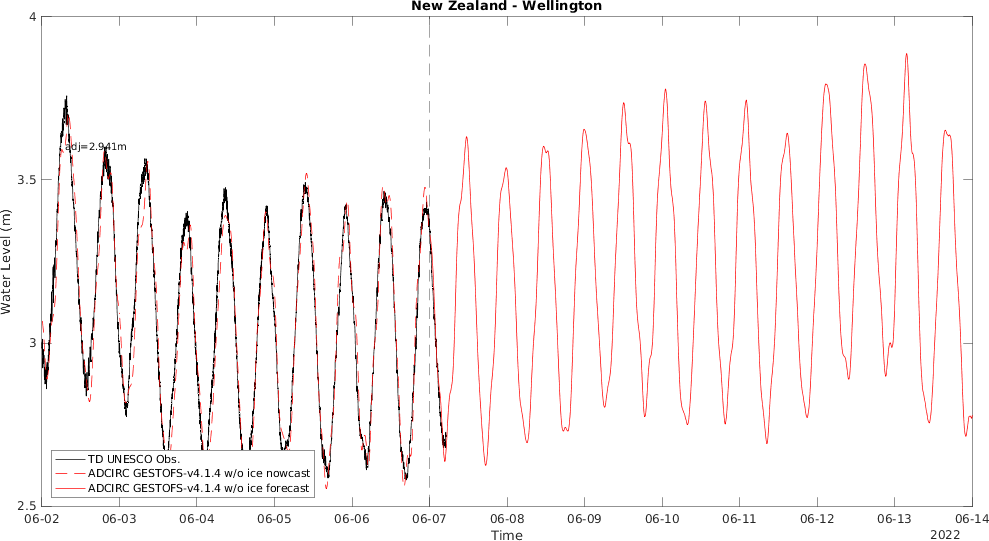 New Zealand - Wellington
4
3.5
3
2.5
Water Level (m)
adj=2.941m
TD UNESCO Obs.
ADCIRC GESTOFS-v4.1.4 w/o ice nowcast
ADCIRC GESTOFS-v4.1.4 w/o ice forecast
06-02 06-03 06-04 06-05 06-06 06-07 06-08 06-09 06-10 06-11 06-12 06-13 06-14
Time
2022